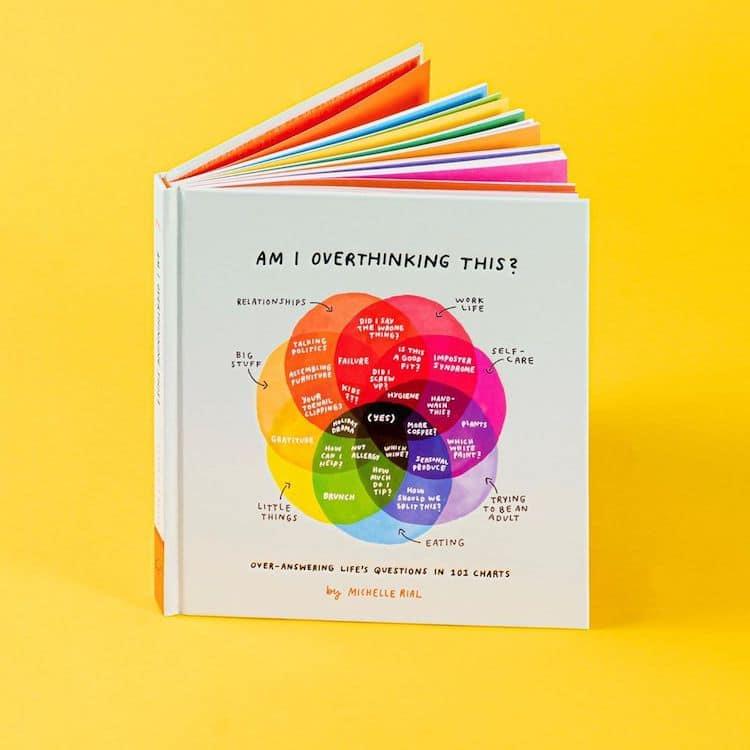 AM I OVERTHINKING THIS?
RELATIONSHIPS
WORK
LIFE
DID I SAY
THE WRONG
THING?
TALKING
POLITICS
IS THIS
A GOOD
FIT?
BIG
STUFF
SELF-
CARE
FAILURE
IMPOSTER
SYNDROME
ASSEMBLING
FURNITURE
DID I
SCREW
UP?
KIDS
???
HYGIENE
YOUR
TOENAIL
CLIPPING?
HAND-
WASH
THIS?
(YES)
HOLIDAY
DRAMA
MORE
COFFEE?
PLANTS
GRATITUDE
HOW
CAN I
HELP?
NUT
ALLERGY
WHICH
WINE?
WHICH
WHITE
PAINT?
SEASONAL
PRODUCE
HOW
MUCH
DO I
TIP?
BRUNCH
HOW
SHOULD WE
SPLIT THIS?
LITTLE
THINGS
TRYING
TO BE AN
ADULT
EATING
OVER-ANSWERING LIFE'S QUESTIONS IN 101 CHARTS
by MICHELLE RIAL
AM I OVERTHINKING THIS?